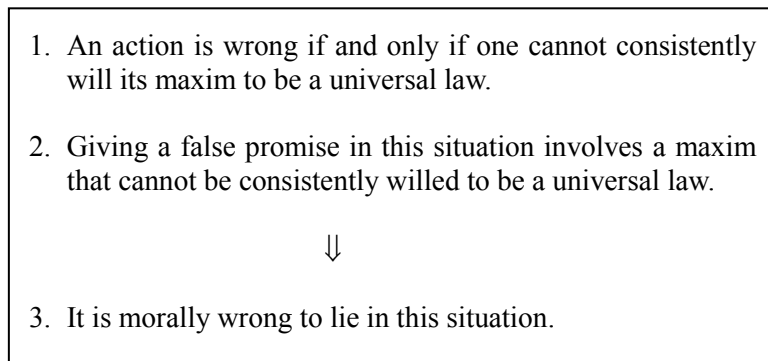 1. An action is wrong if and only if one cannot consistently
will its maxim to be a universal law.
2. Giving a false promise in this situation involves a maxim
that cannot be consistently willed to be a universal law.
⇓
3. It is morally wrong to lie in this situation.